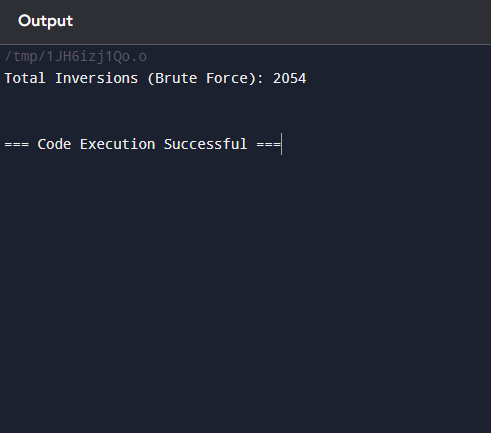 Output
/tmp/1JH6izj1Qo.o
Total Inversions (Brute Force): 2054
=== Code Execution Successful ===